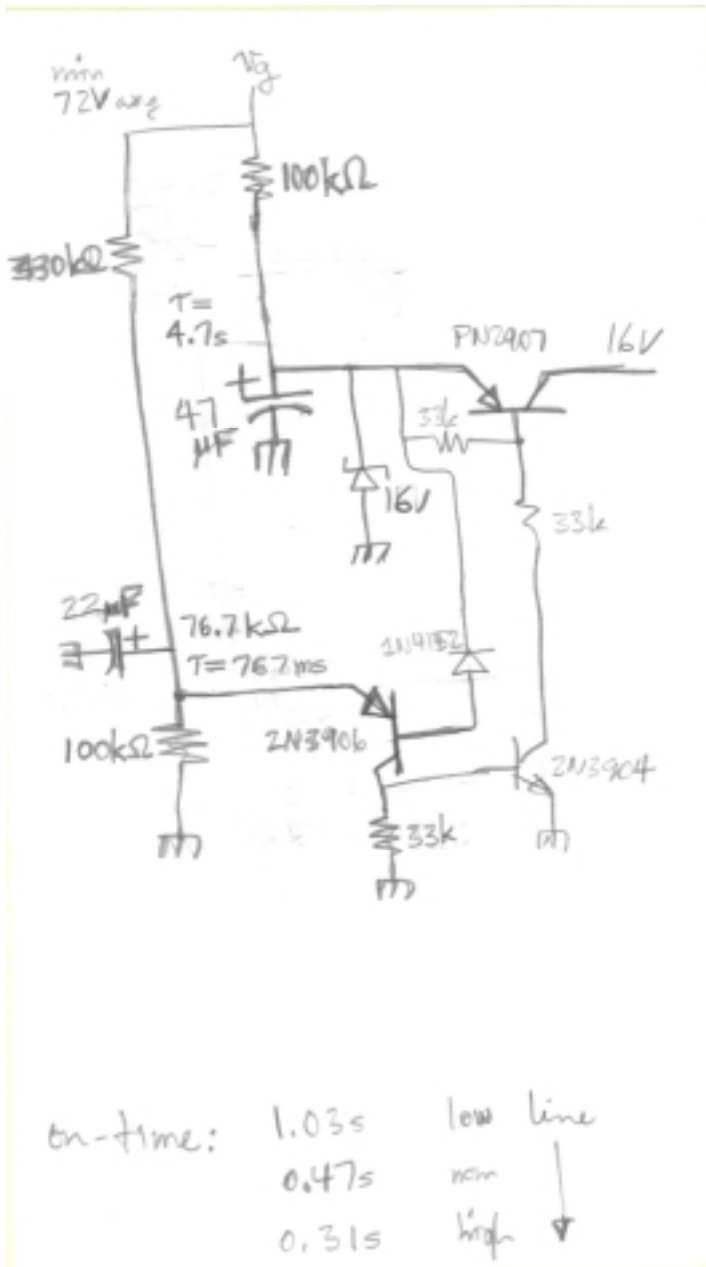 min
72V avg
Vg
100kΩ
330kΩ
τ=
4.7s
PN2907
16V
+
47
μF
33k
16V
33k
22μF
+
76.7kΩ
τ=767ms
1N4152
100kΩ
2N3906
2N3904
33k
on-time:
1.03s
low line
0.47s
nom
0.31s
high